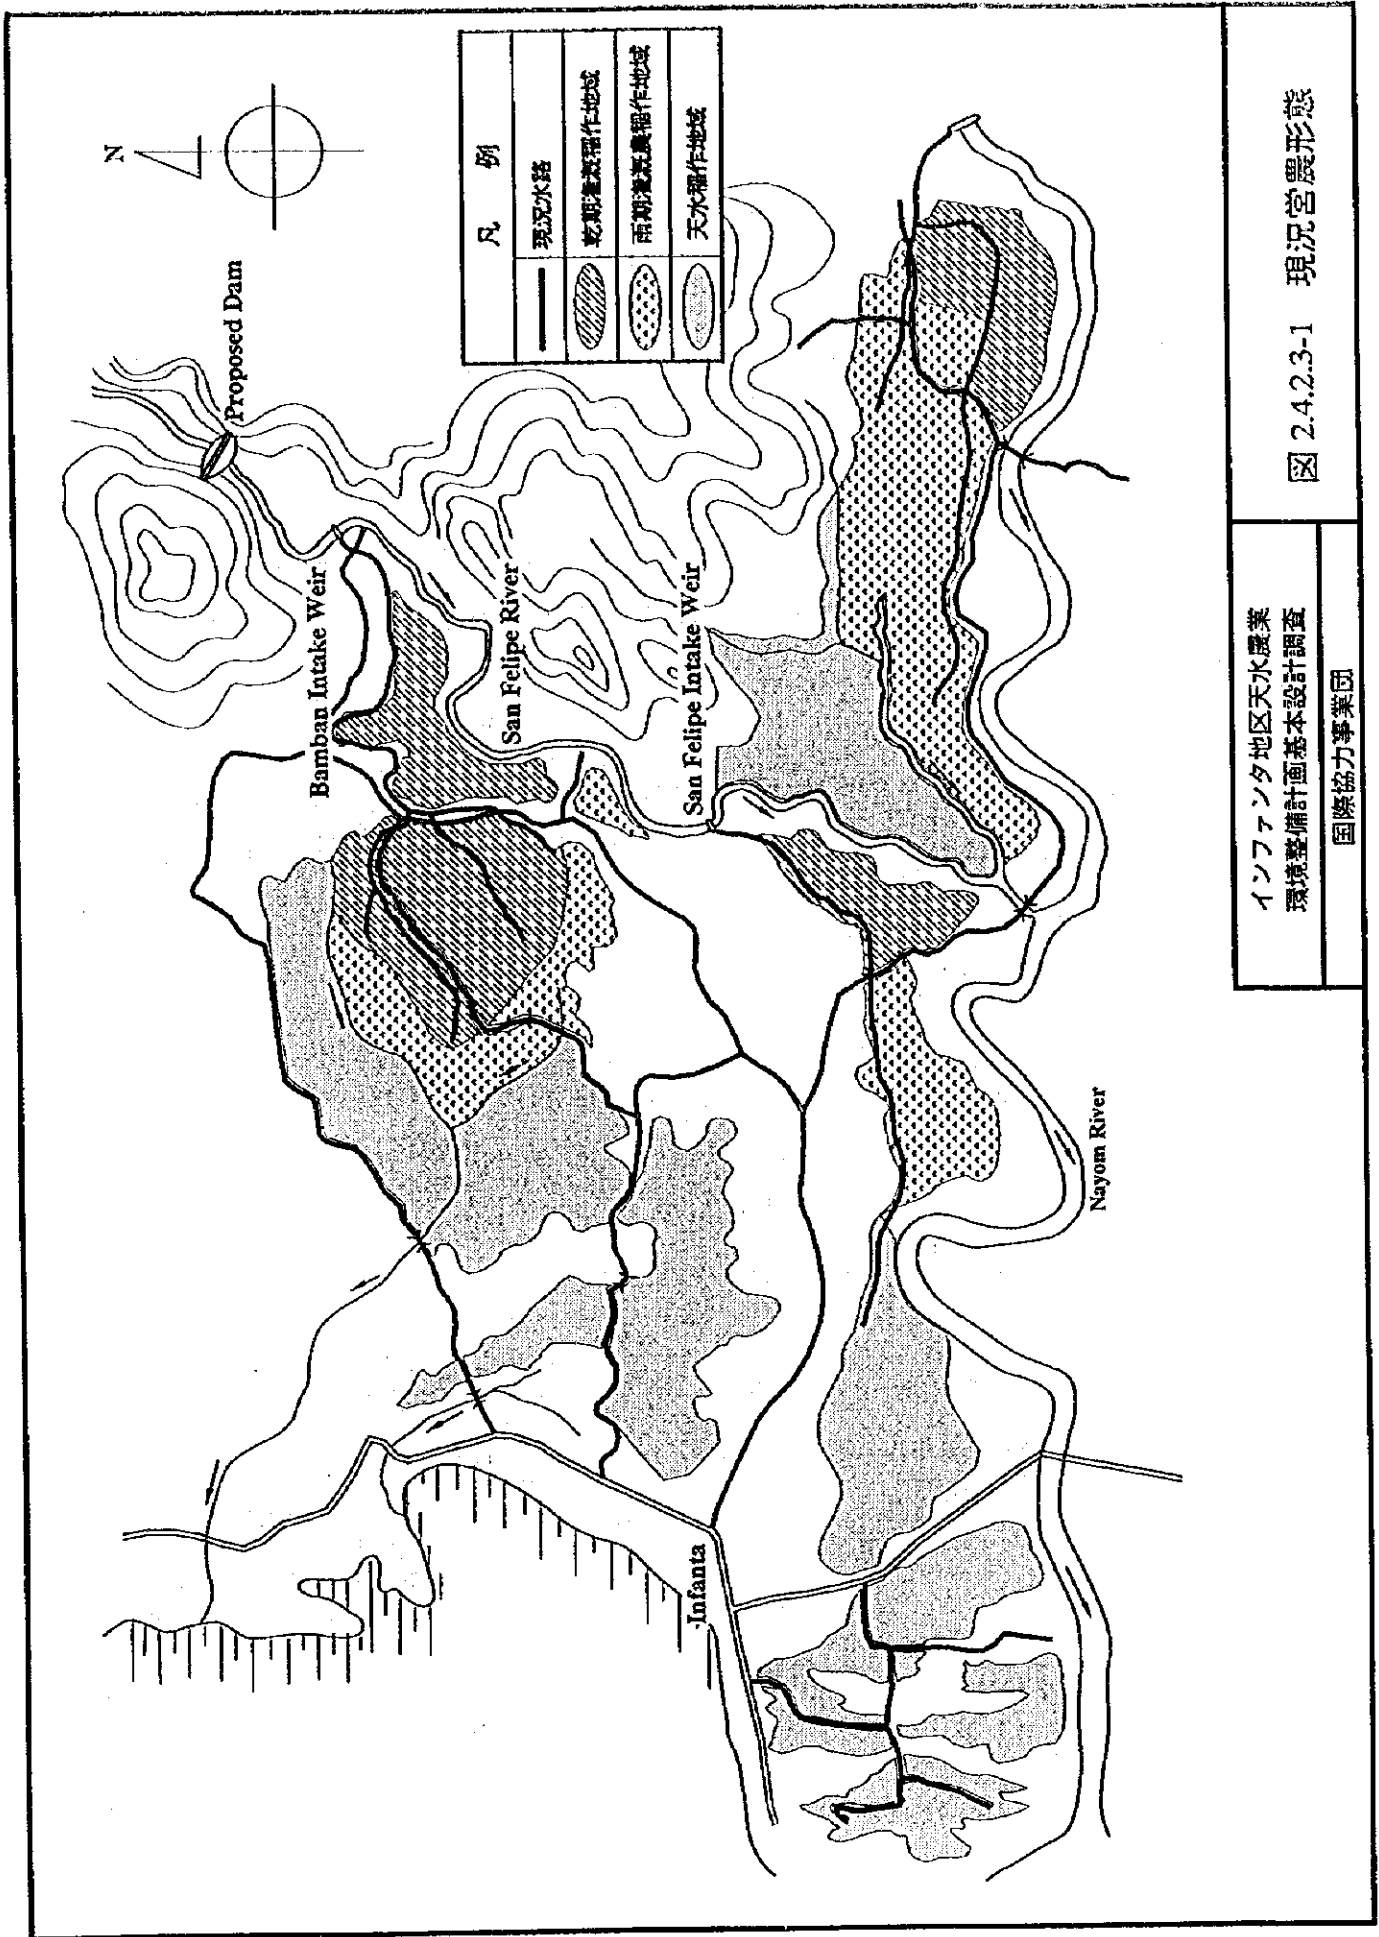 N
Proposed Dam
凡 例
現況水路
乾期灌漑稲作地域
雨期灌漑農稲作地域
天水稲作地域
Bamban Intake Weir
San Felipe River
San Felipe Intake Weir
Nayom River
Infanta
インファンタ地区天水農業
環境整備計画基本設計調査
国際協力事業団
図 2.4.2.3-1 現況営農形態